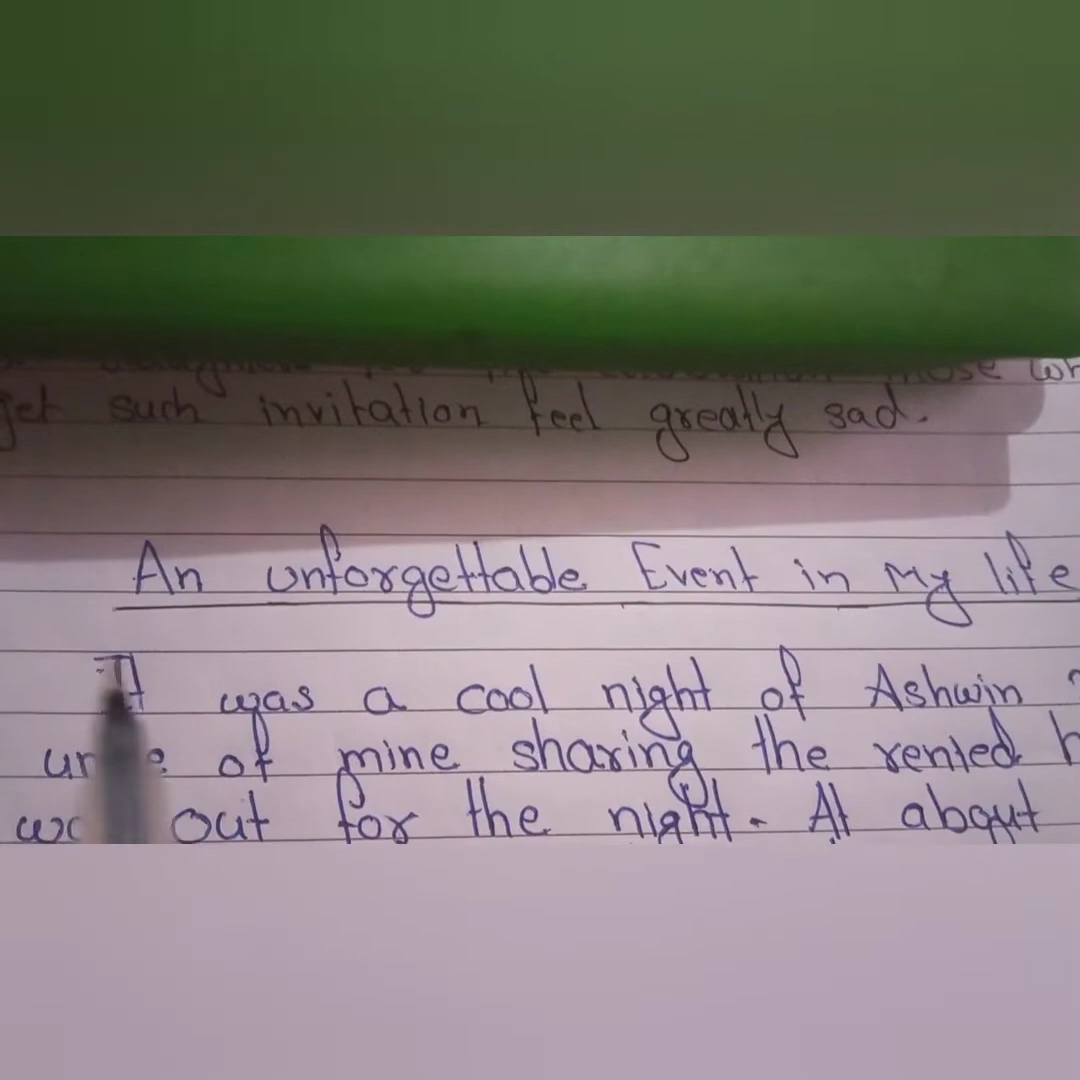 get such invitation feel greatly sad.
An unforgettable Event in My life
It was a cool night of Ashwin
of mine sharing the rented
out for the night. At about